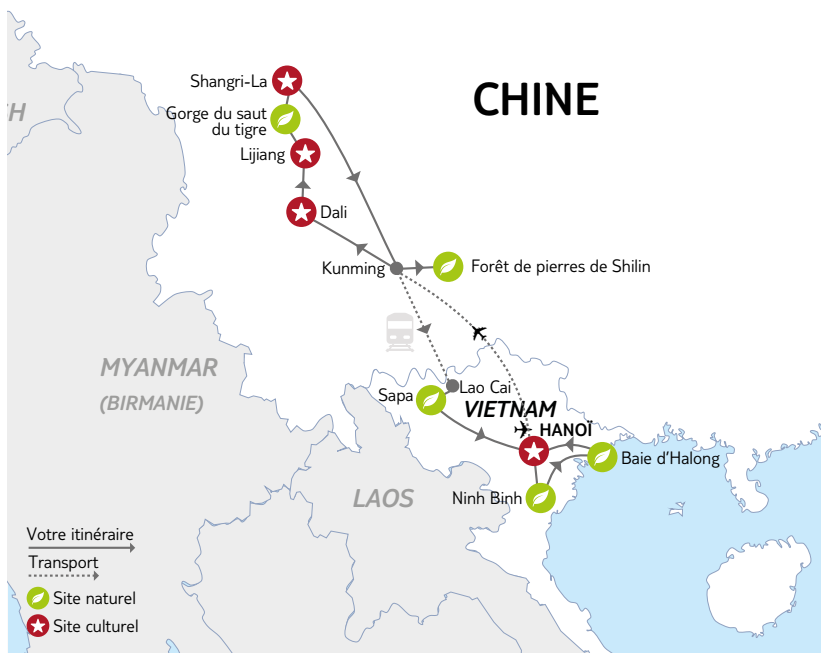 CHINE
Shangri-La
Gorge du saut
du tigre
Lijiang
Dali
Kunming
Forêt de pierres de Shilin
MYANMAR
(BIRMANIE)
Sapa
Lao Cai
VIETNAM
HANOÏ
Baie d'Halong
LAOS
Ninh Binh
Votre itinéraire
Transport
Site naturel
Site culturel